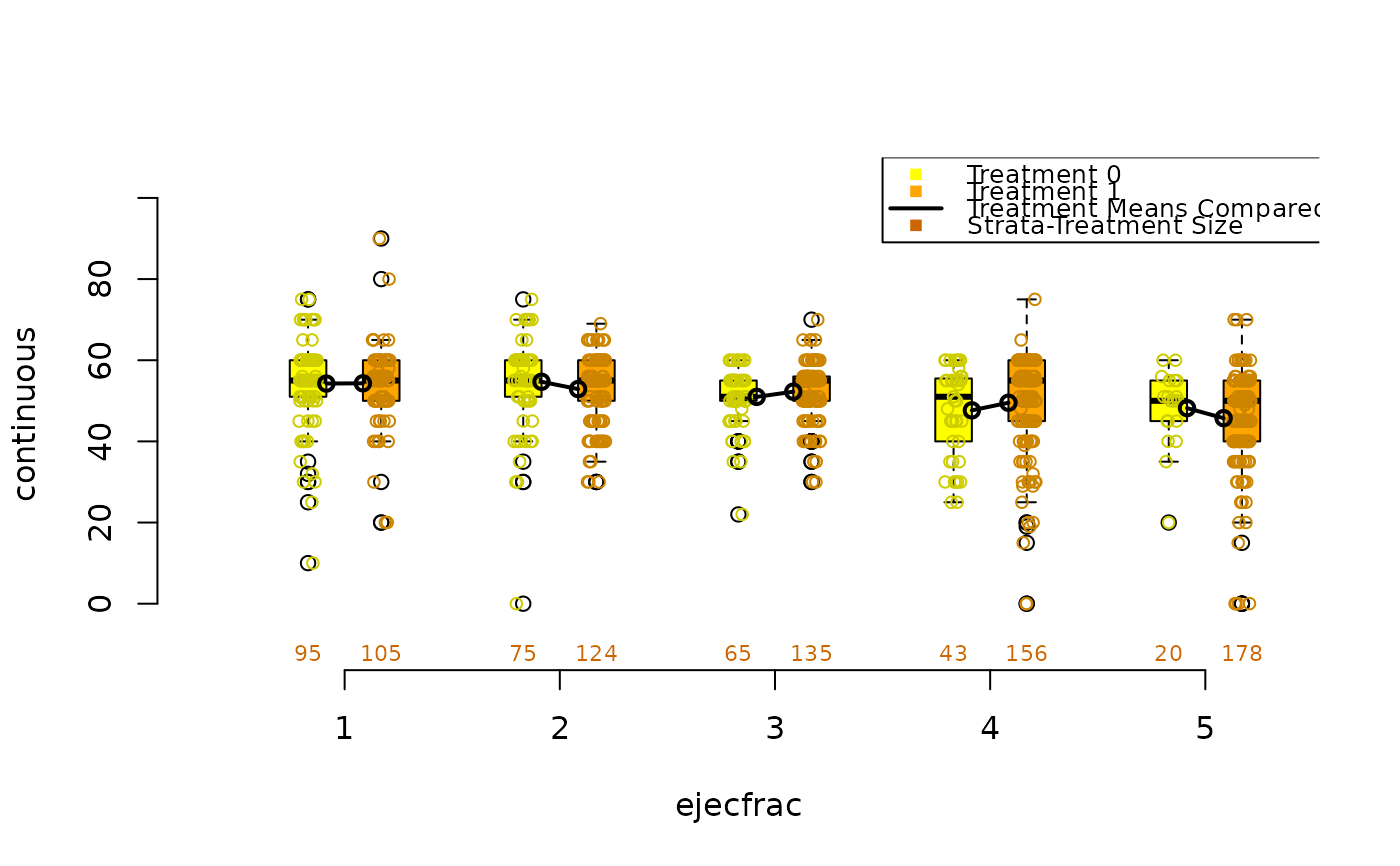 Treatment 0
Treatment 1
Treatment Means Compared
Strata-Treatment Size
continuous
80
60
40
20
0
95 105 75 124 65 135 43 156 20 178
1 2 3 4 5
ejecfrac